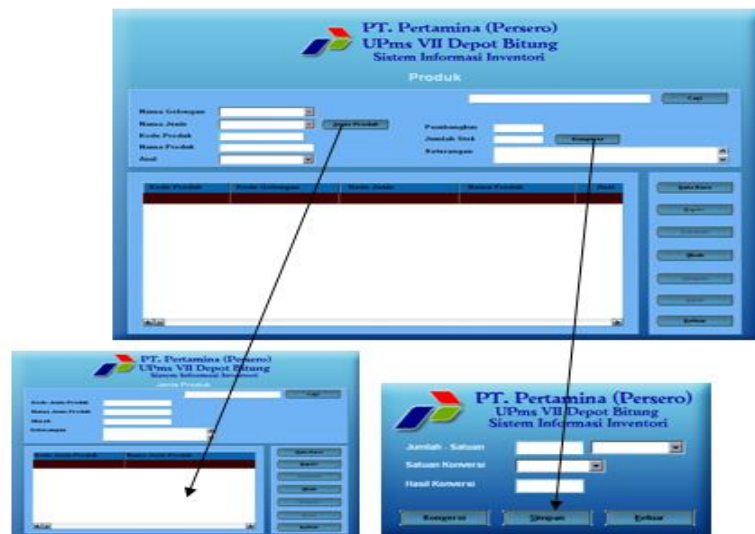 PT. Pertamina (Persero)
UPms VII Depot Bitung
Sistem Informasi Inventori
Produk
Cari
Nama Golongan
Nama Jenis
Jenis Produk
Kode Produk
Nama Produk
Asal
Pembungkus
Jumlah Stok
Konversi
Keterangan
Kode Produk Kode Golongan Kode Jenis Nama Produk Asal
Data Baru
Ubah
Keluar
PT. Pertamina (Persero)
UPms VII Depot Bitung
Sistem Informasi Inventori
Jenis Produk
Cari
Kode Jenis Produk
Nama Jenis Produk
Keterangan
Kode Jenis Produk Nama Jenis Produk
Data Baru
Ubah
Keluar
PT. Pertamina (Persero)
UPms VII Depot Bitung
Sistem Informasi Inventori
Jumlah - Satuan
Satuan Konversi
Hasil Konversi
Konversi Simpan Keluar